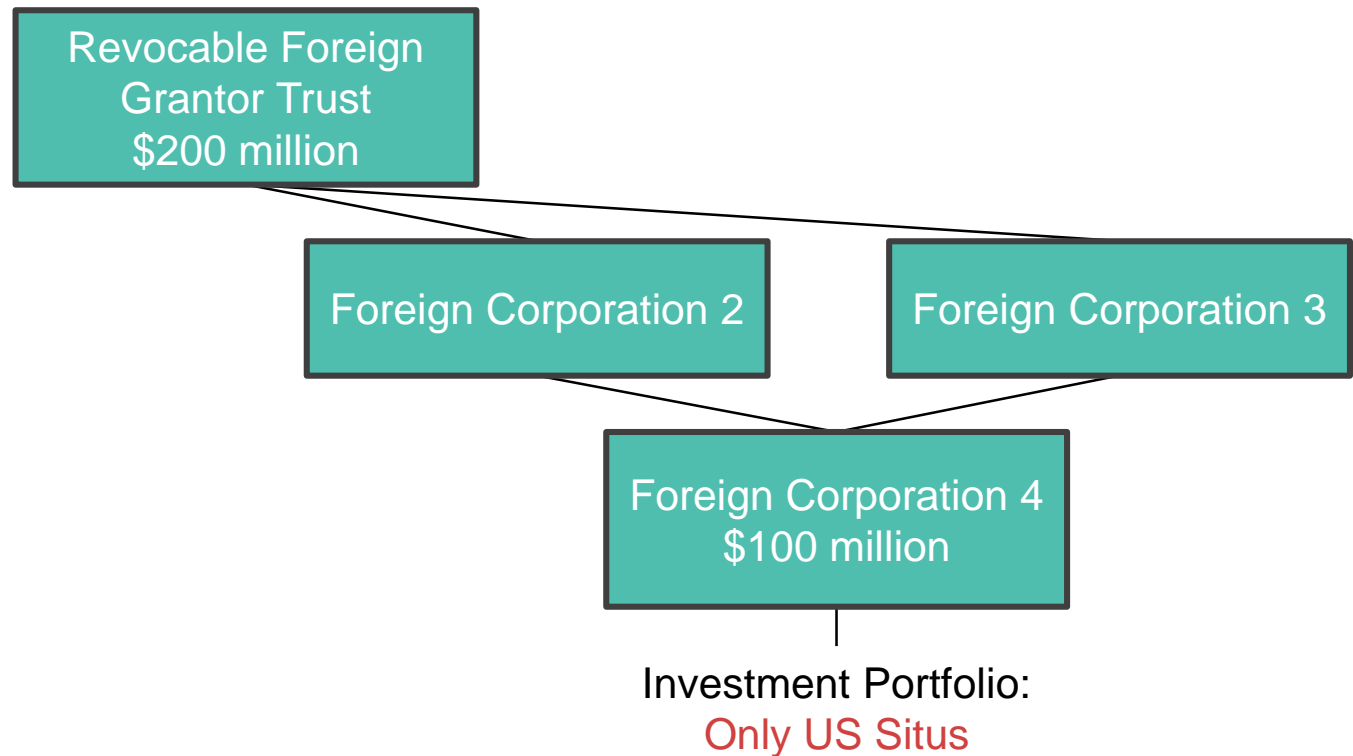 Revocable Foreign
Grantor Trust
$200 million
Foreign Corporation 2
Foreign Corporation 3
Foreign Corporation 4
$100 million
Investment Portfolio:
Only US Situs